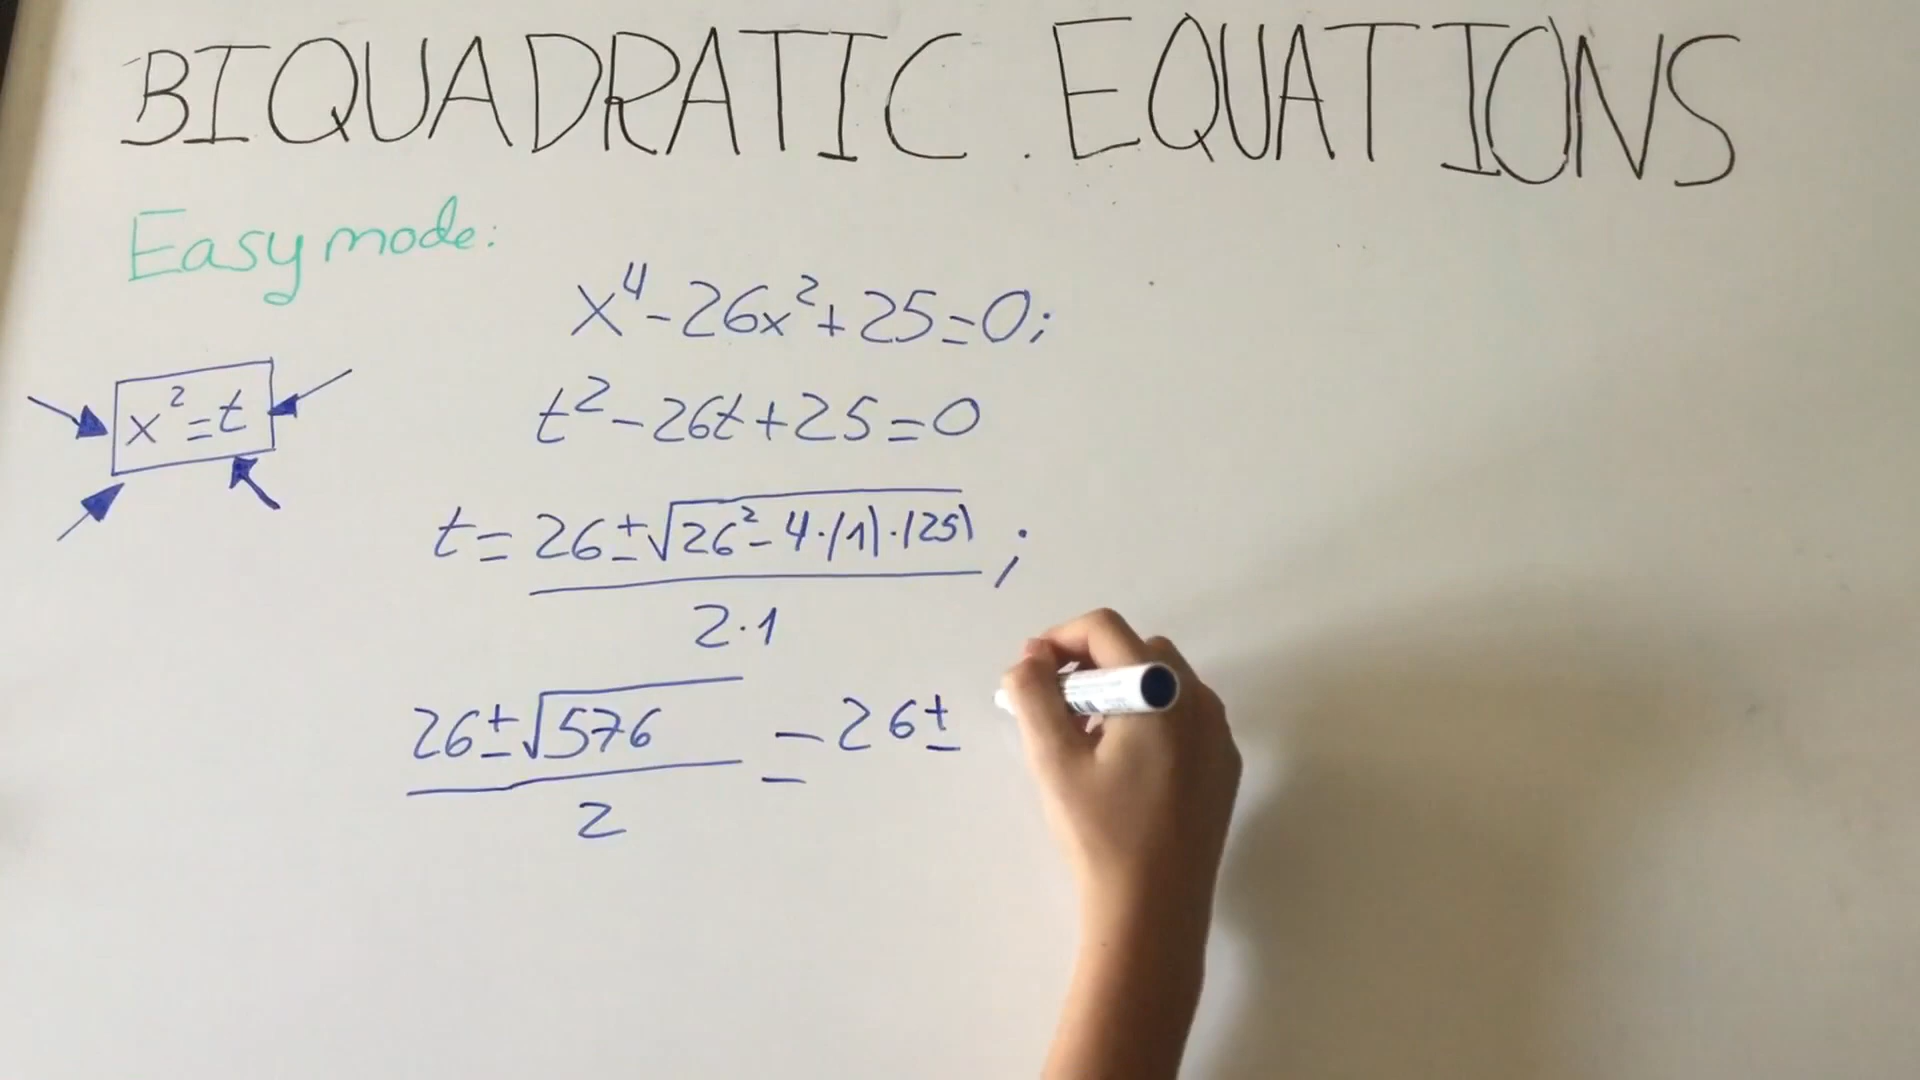 BIQUADRATIC EQUATIONS
Easy mode:
x⁴-26x²+25=0;
x²=t
t²-26t+25=0
t=26±√26²-4·(1)·(25) ;
2·1
26±√576 = 26±
2